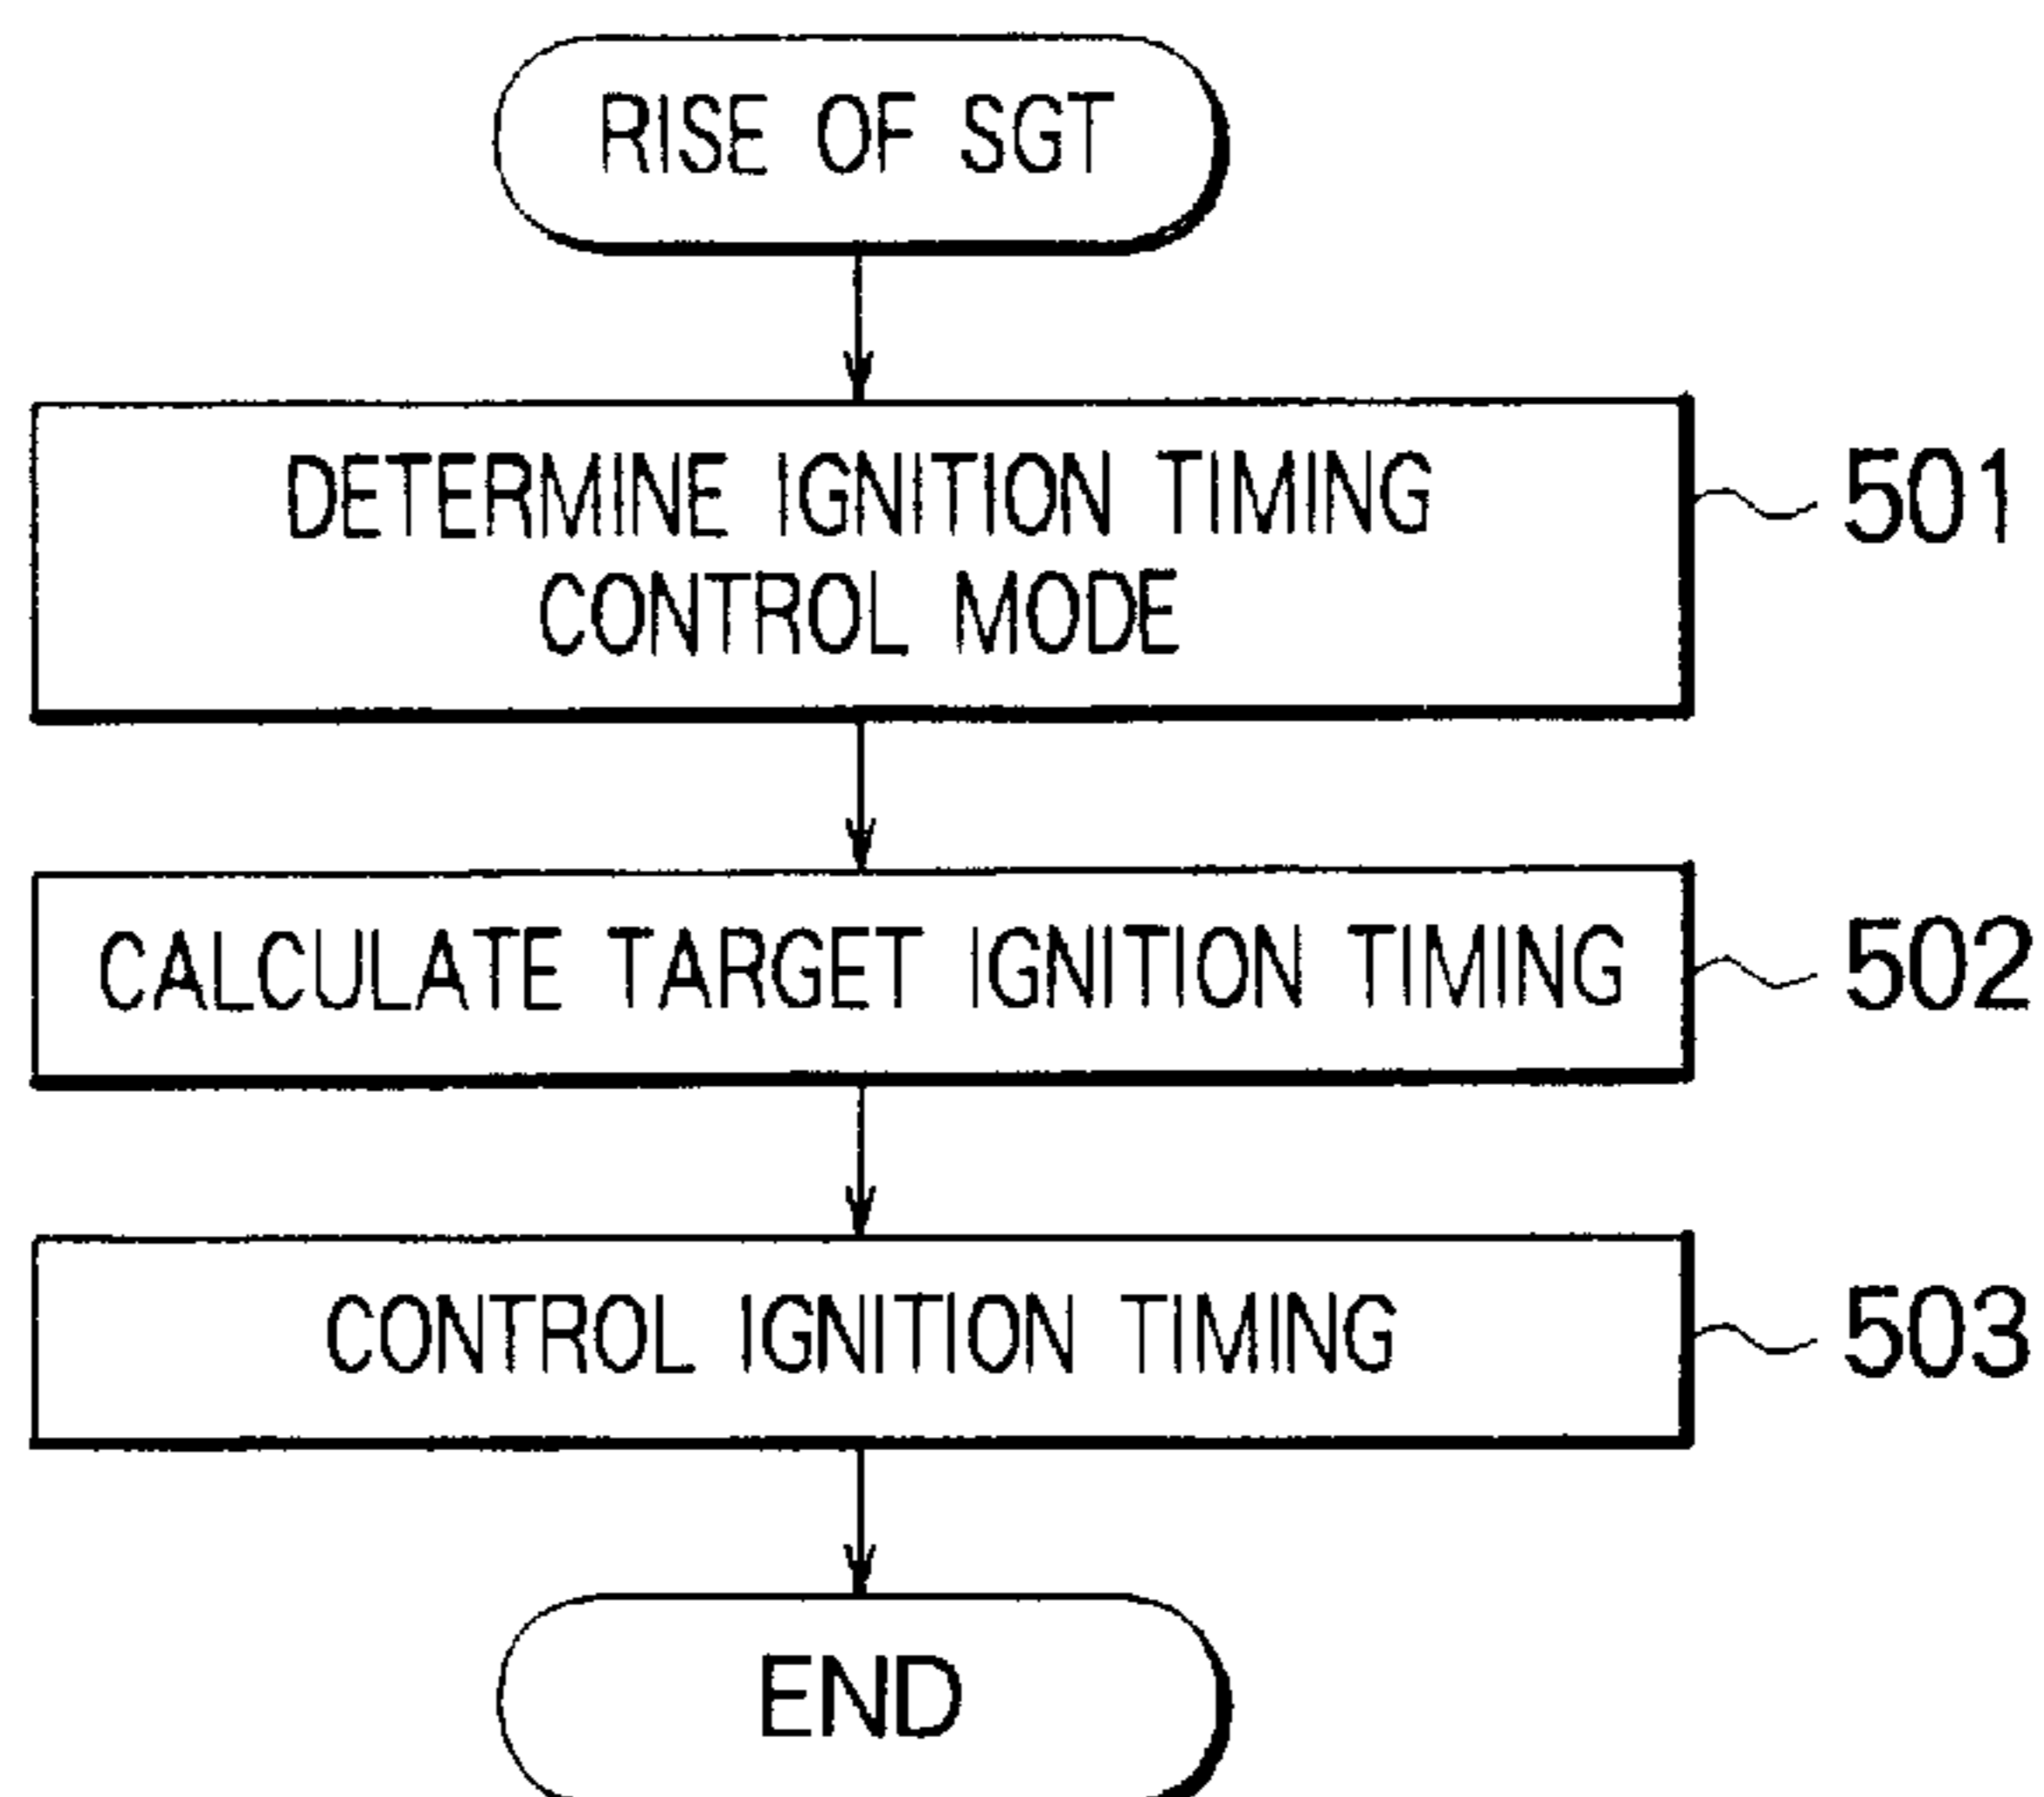 RISE OF SGT
DETERMINE IGNITION TIMING
CONTROL MODE
501
CALCULATE TARGET IGNITION TIMING
502
CONTROL IGNITION TIMING
503
END